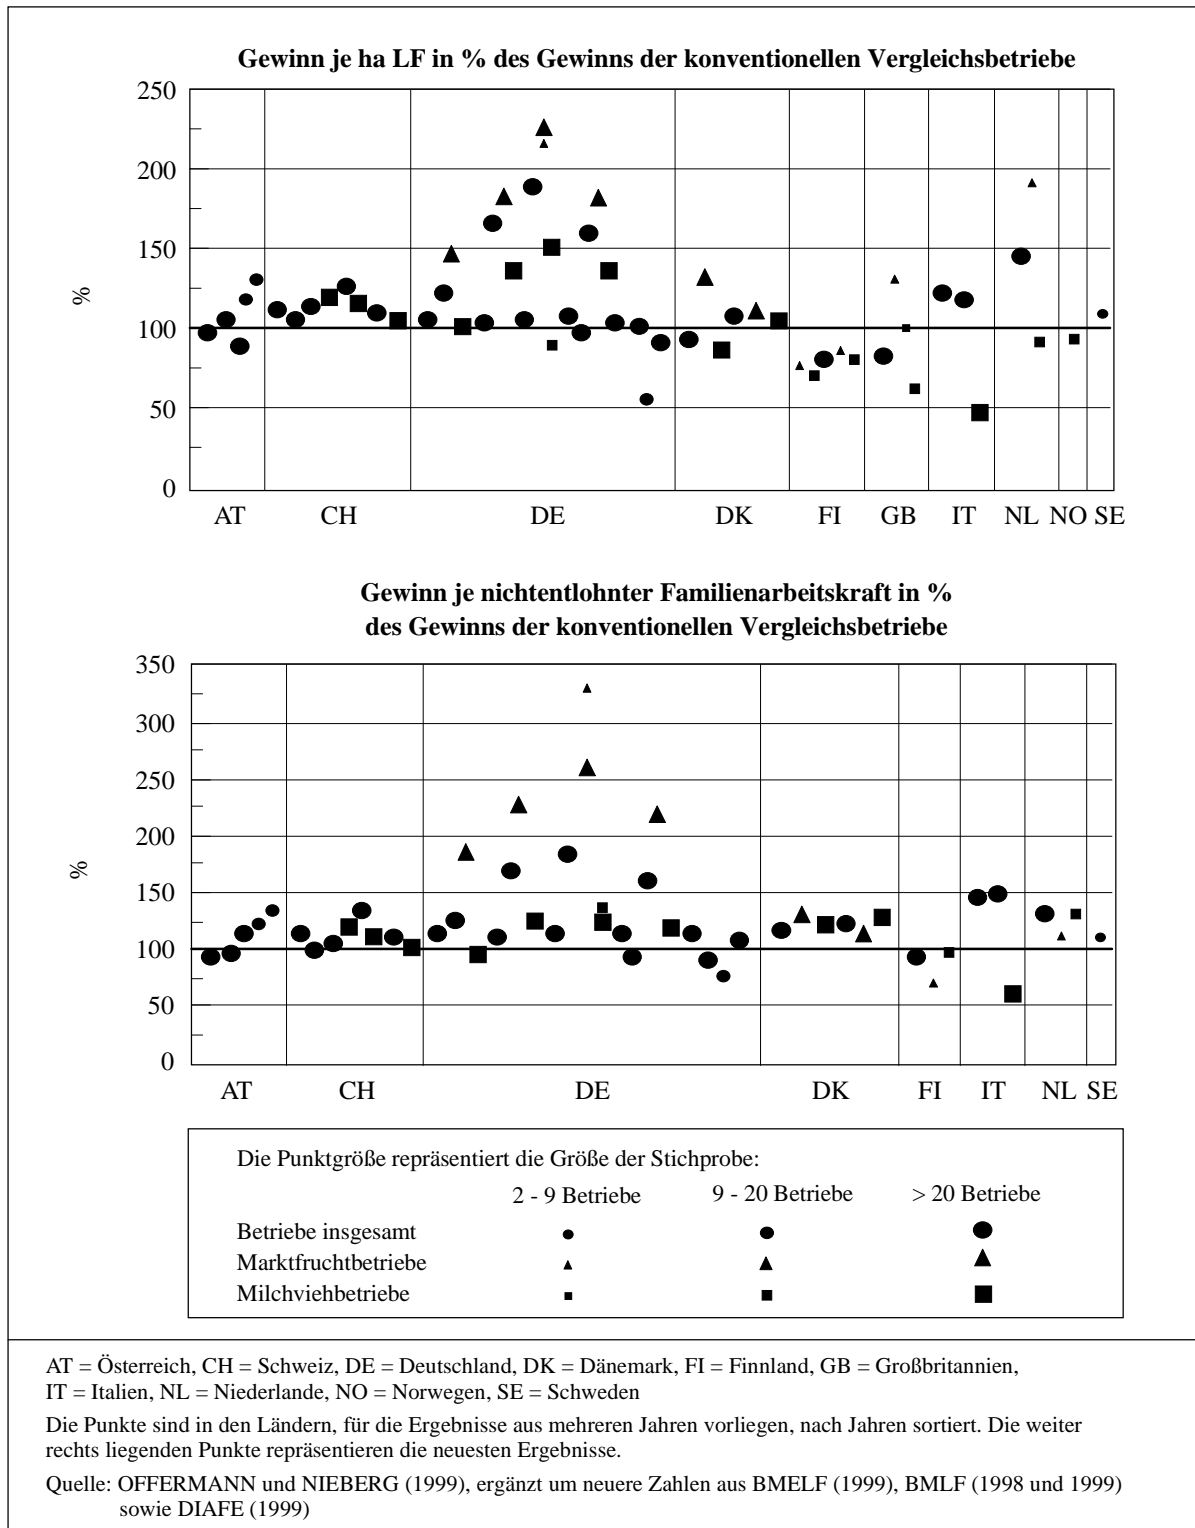 Gewinn je ha LF in % des Gewinns der konventionellen Vergleichsbetriebe
250
200
150
100
50
0
%
AT CH DE DK FI GB IT NL NO SE
Gewinn je nichtentlohnter Familienarbeitskraft in %
des Gewinns der konventionellen Vergleichsbetriebe
350
300
250
200
150
100
50
0
%
AT CH DE DK FI IT NL SE
Die Punktgröße repräsentiert die Größe der Stichprobe:
2 - 9 Betriebe 9 - 20 Betriebe > 20 Betriebe
Betriebe insgesamt
Marktfruchtbetriebe
Milchviehbetriebe
AT = Österreich, CH = Schweiz, DE = Deutschland, DK = Dänemark, FI = Finnland, GB = Großbritannien,
IT = Italien, NL = Niederlande, NO = Norwegen, SE = Schweden
Die Punkte sind in den Ländern, für die Ergebnisse aus mehreren Jahren vorliegen, nach Jahren sortiert. Die weiter
rechts liegenden Punkte repräsentieren die neuesten Ergebnisse.
Quelle: OFFERMANN und NIEBERG (1999), ergänzt um neuere Zahlen aus BMELF (1999), BMLF (1998 und 1999)
sowie DIAFE (1999)